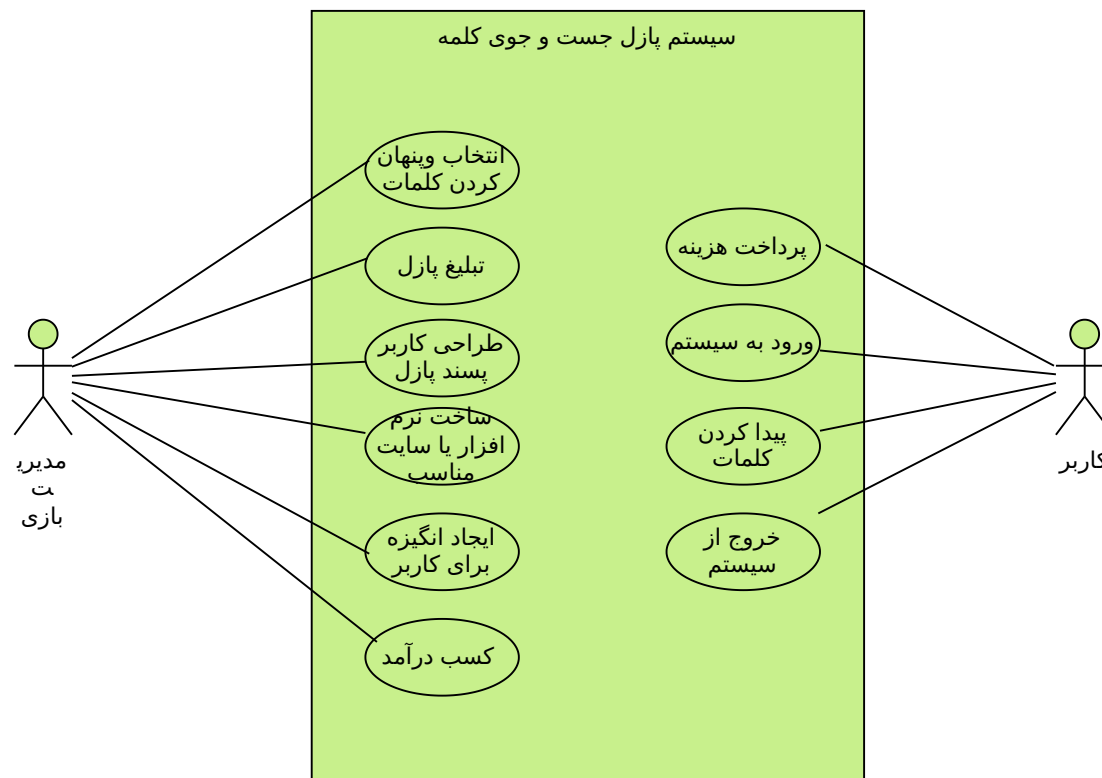 سیستم پازل جست و جوی کلمه
انتخاب وپنهان
کردن کلمات
تبلیغ پازل
طراحی کاربر
پسند پازل
ساخت نرم
افزار یا سایت
مناسب
ایجاد انگیزه
برای کاربر
کسب درآمد
پرداخت هزینه
ورود به سیستم
پیدا کردن
کلمات
خروج از
سیستم
مدیری
ت
بازی
کاربر